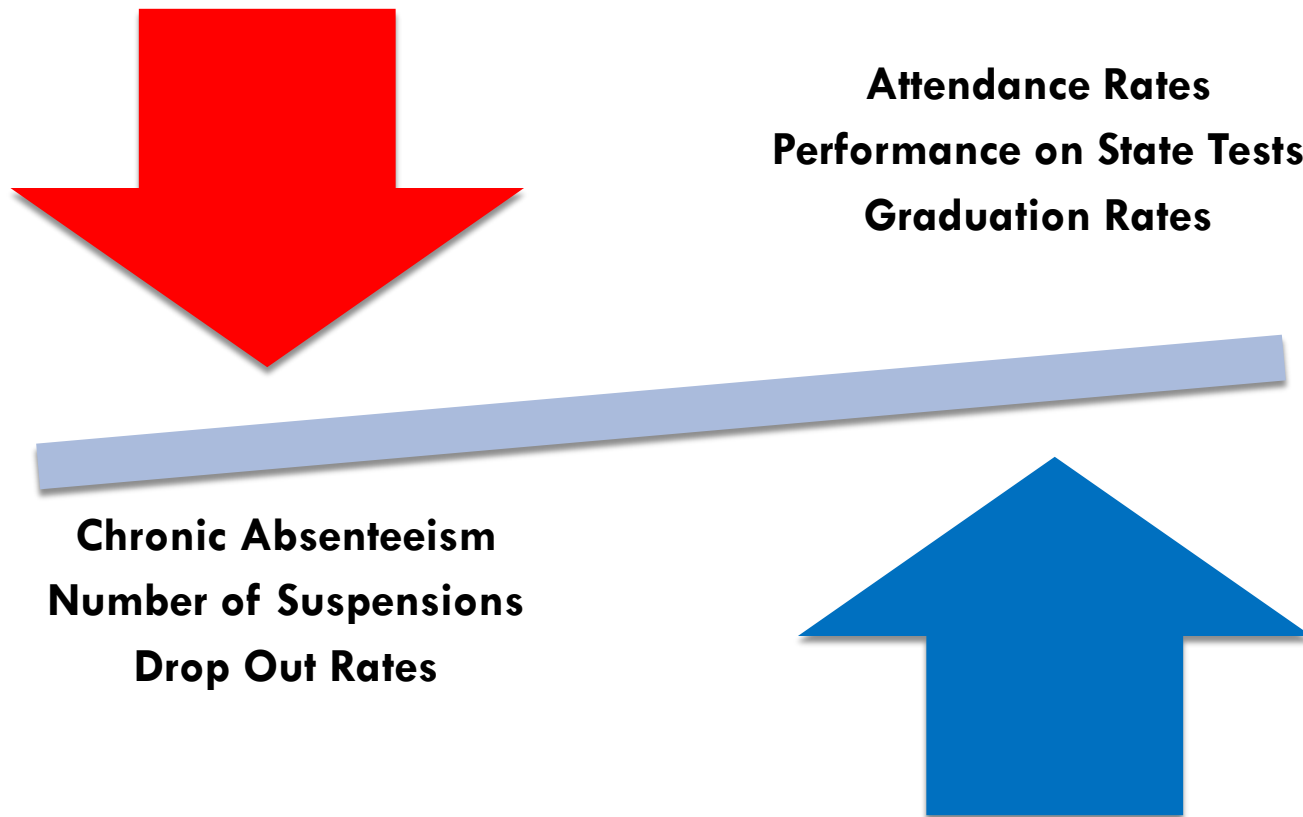 Attendance Rates
Performance on State Tests
Graduation Rates
Chronic Absenteeism
Number of Suspensions
Drop Out Rates